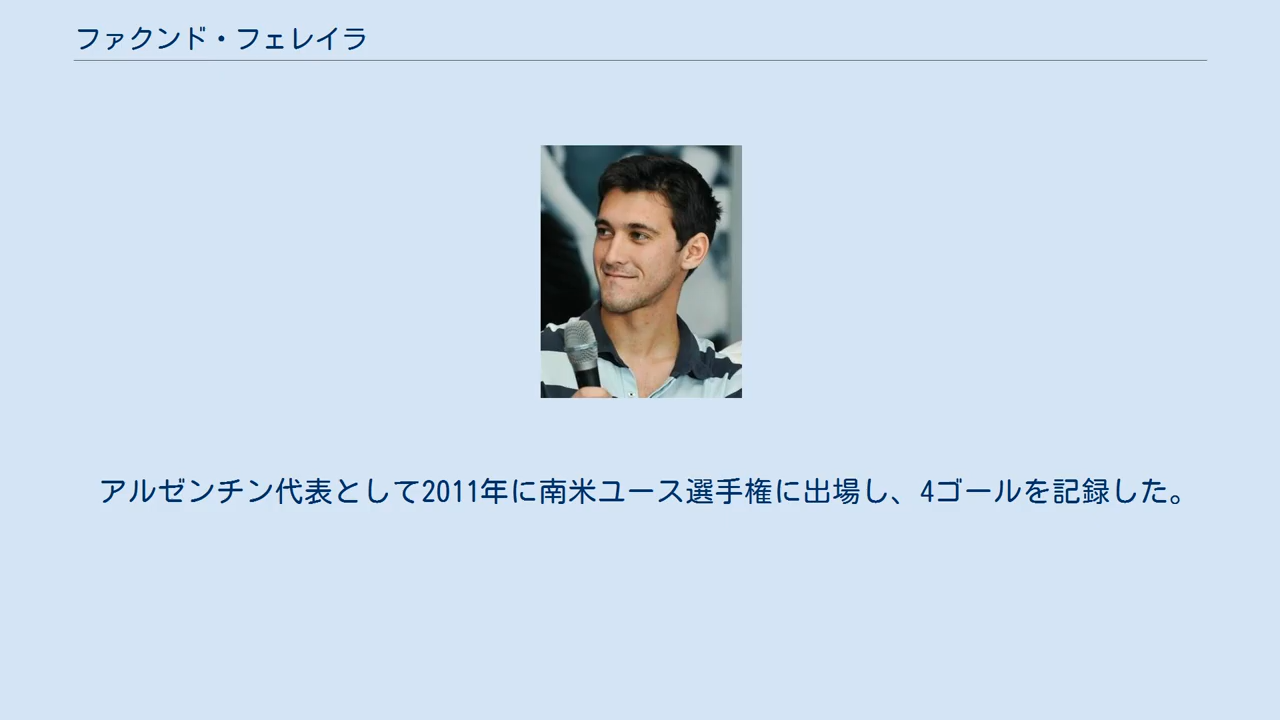 ファクンド・フェレイラ
アルゼンチン代表として2011年に南米ユース選手権に出場し、4ゴールを記録した。